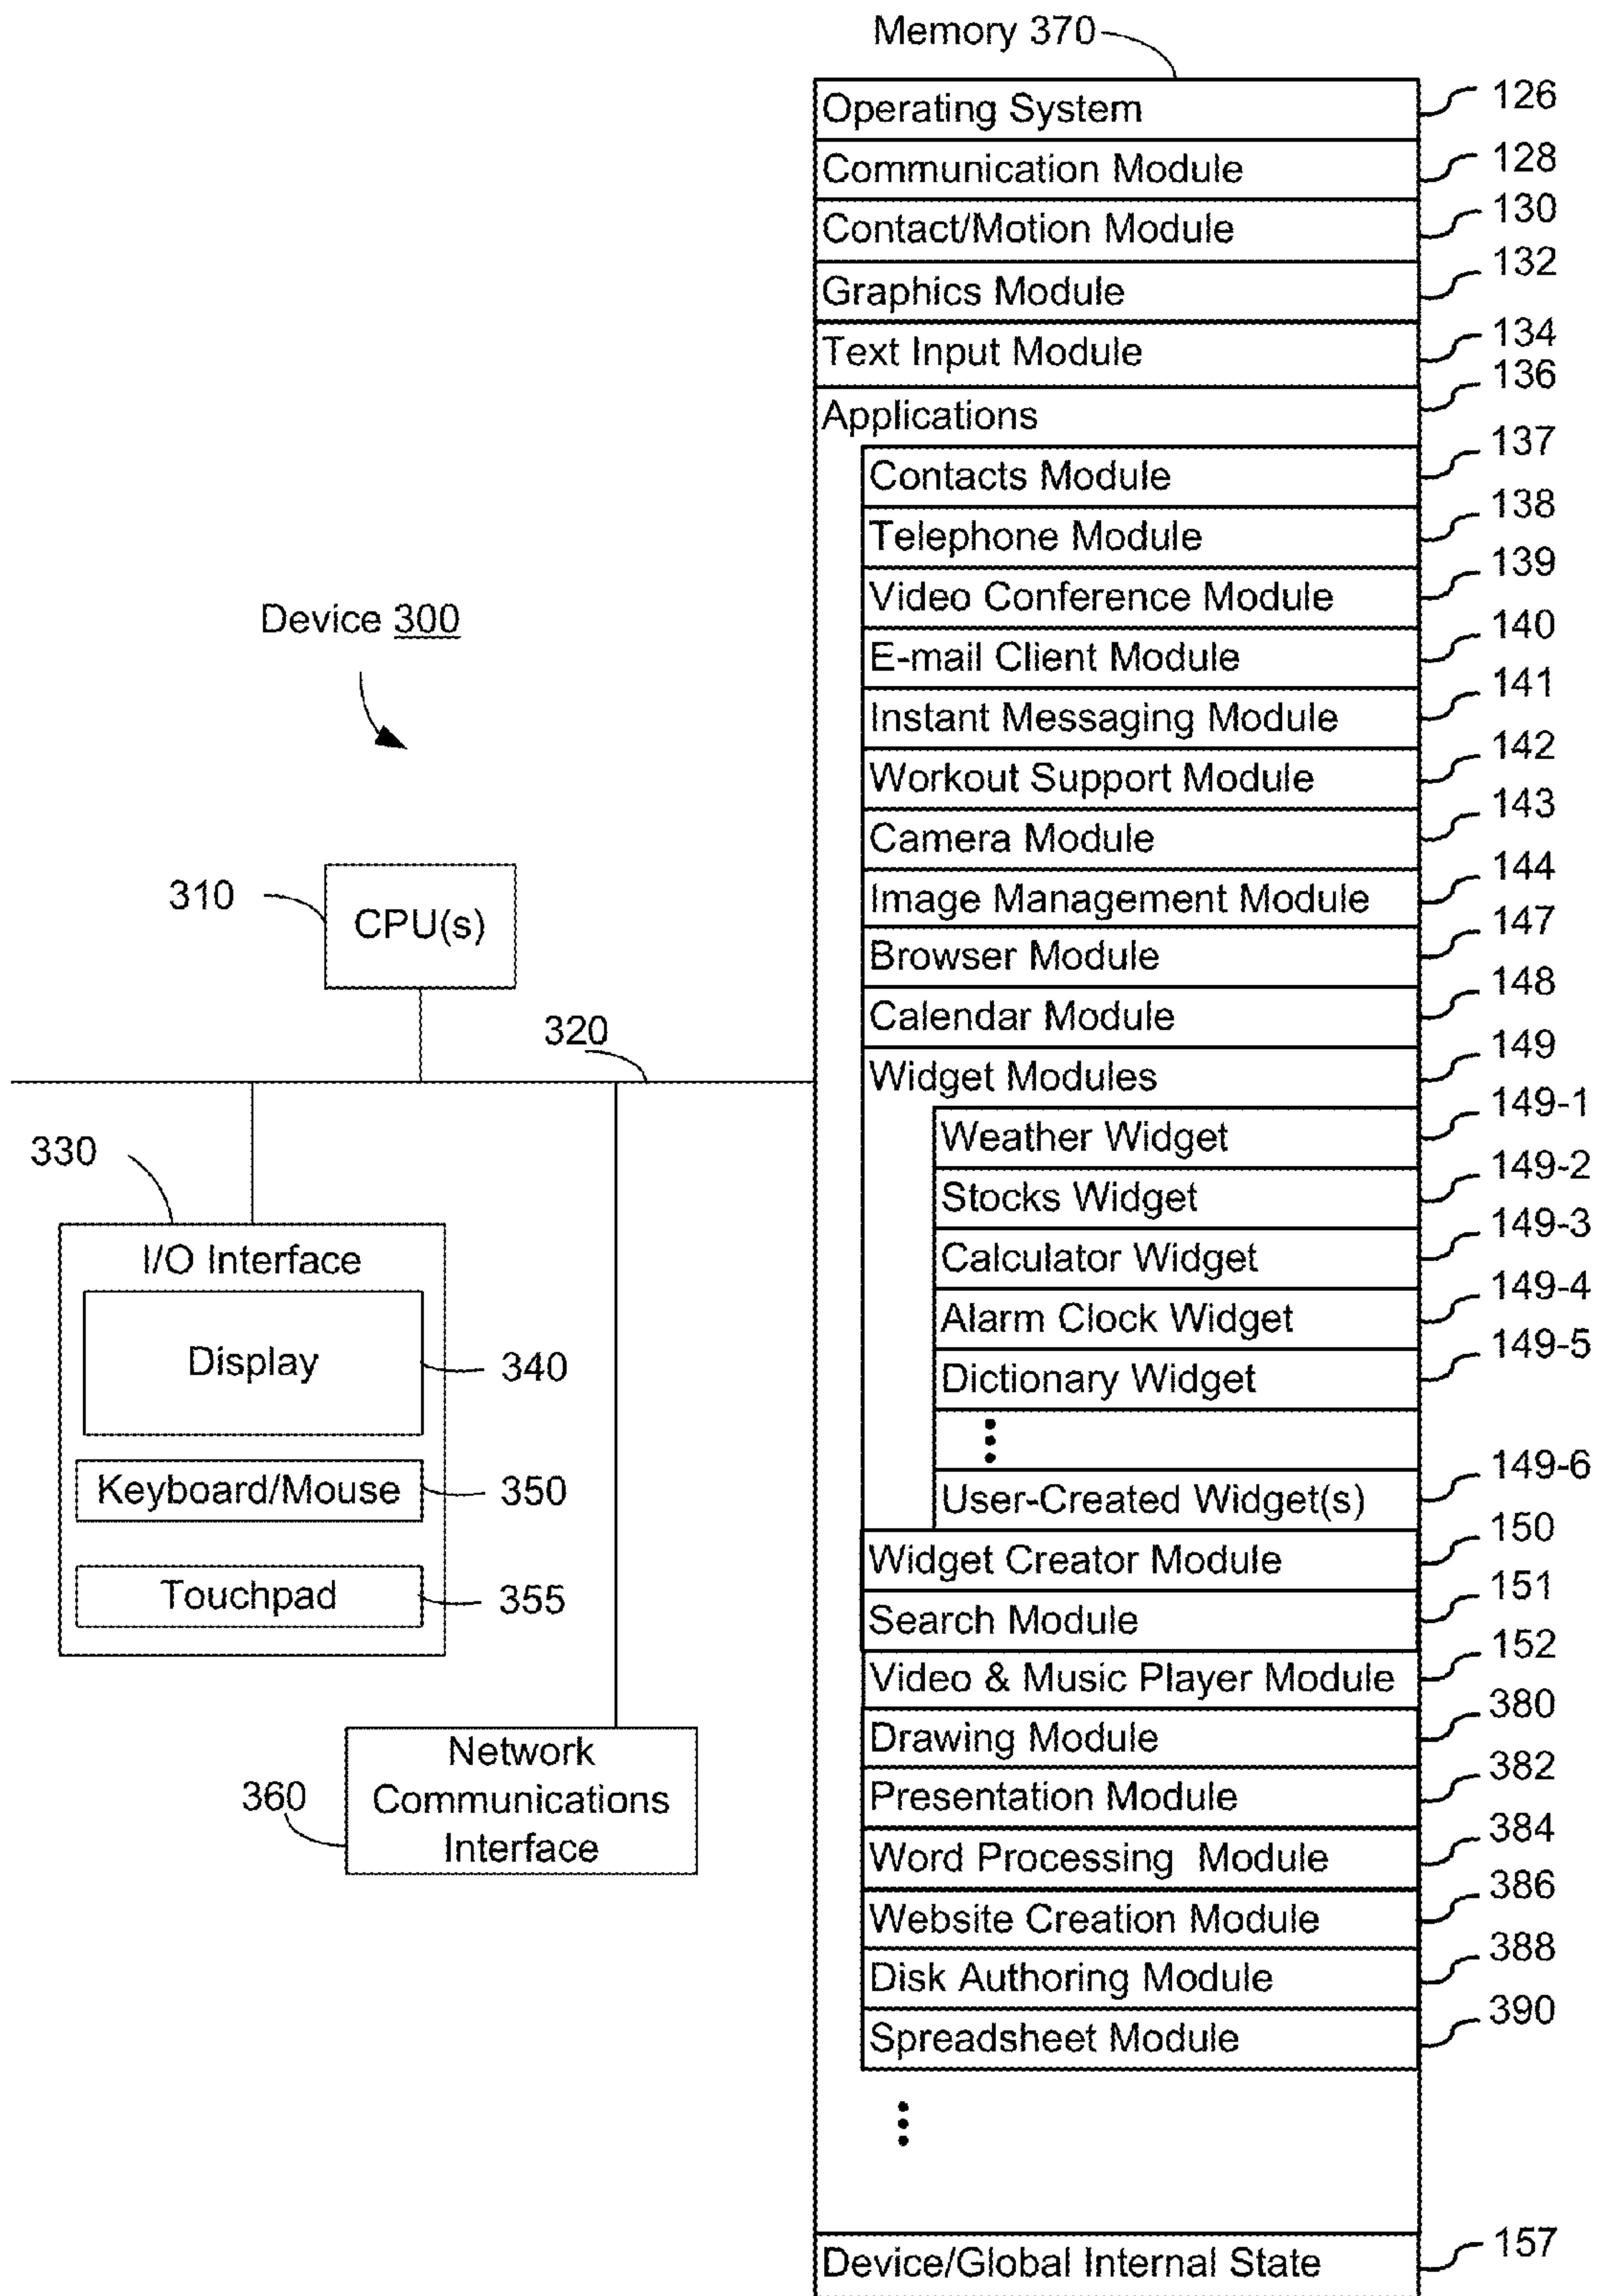 Memory 370
Operating System 126
Communication Module 128
Contact/Motion Module 130
Graphics Module 132
Text Input Module 134
Applications 136
Contacts Module 137
Telephone Module 138
Video Conference Module 139
E-mail Client Module 140
Instant Messaging Module 141
Workout Support Module 142
Camera Module 143
Image Management Module 144
Browser Module 147
Calendar Module 148
Widget Modules 149
Weather Widget 149-1
Stocks Widget 149-2
Calculator Widget 149-3
Alarm Clock Widget 149-4
Dictionary Widget 149-5
User-Created Widget(s) 149-6
Widget Creator Module 150
Search Module 151
Video & Music Player Module 152
Drawing Module 380
Presentation Module 382
Word Processing Module 384
Website Creation Module 386
Disk Authoring Module 388
Spreadsheet Module 390
Device/Global Internal State 157
Device 300
310
CPU(s)
320
330
I/O Interface
Display 340
Keyboard/Mouse 350
Touchpad 355
360
Network
Communications
Interface